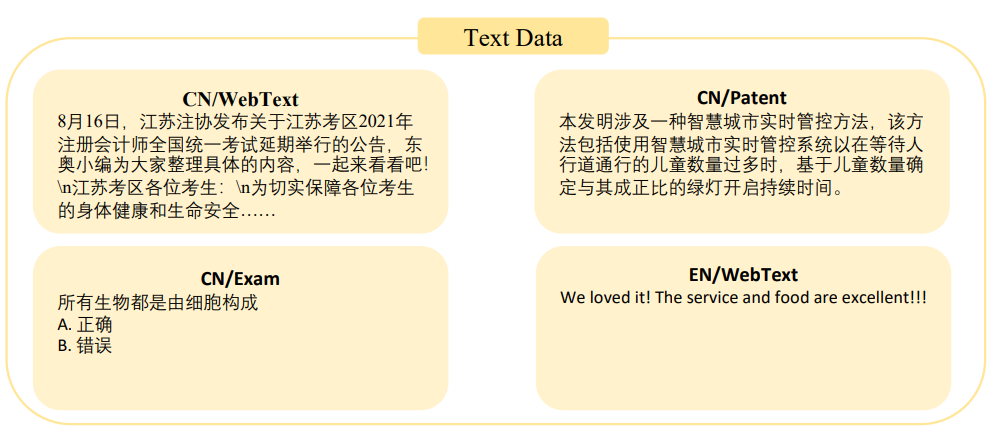 Text Data
CN/WebText
8月16日，江苏注协发布关于江苏考区2021年
注册会计师全国统一考试延期举行的公告，东
奥小编为大家整理具体的内容，一起来看看吧！
\n江苏考区各位考生：\n为切实保障各位考生
的身体健康和生命安全……
CN/Patent
本发明涉及一种智慧城市实时管控方法，该方
法包括使用智慧城市实时管控系统以在等待人
行道通行的儿童数量过多时，基于儿童数量确
定与其成正比的绿灯开启持续时间。
CN/Exam
所有生物都是由细胞构成
A. 正确
B. 错误
EN/WebText
We loved it! The service and food are excellent!!!